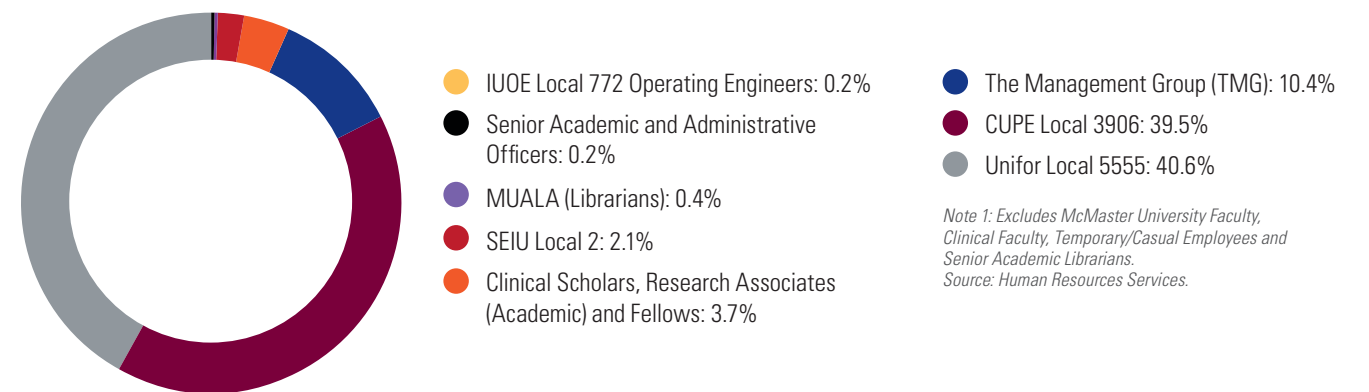 IUOE Local 772 Operating Engineers: 0.2%
Senior Academic and Administrative
Officers: 0.2%
MUALA (Librarians): 0.4%
SEIU Local 2: 2.1%
Clinical Scholars, Research Associates
(Academic) and Fellows: 3.7%
The Management Group (TMG): 10.4%
CUPE Local 3906: 39.5%
Unifor Local 5555: 40.6%
Note 1: Excludes McMaster University Faculty,
Clinical Faculty, Temporary/Casual Employees and
Senior Academic Librarians.
Source: Human Resources Services.